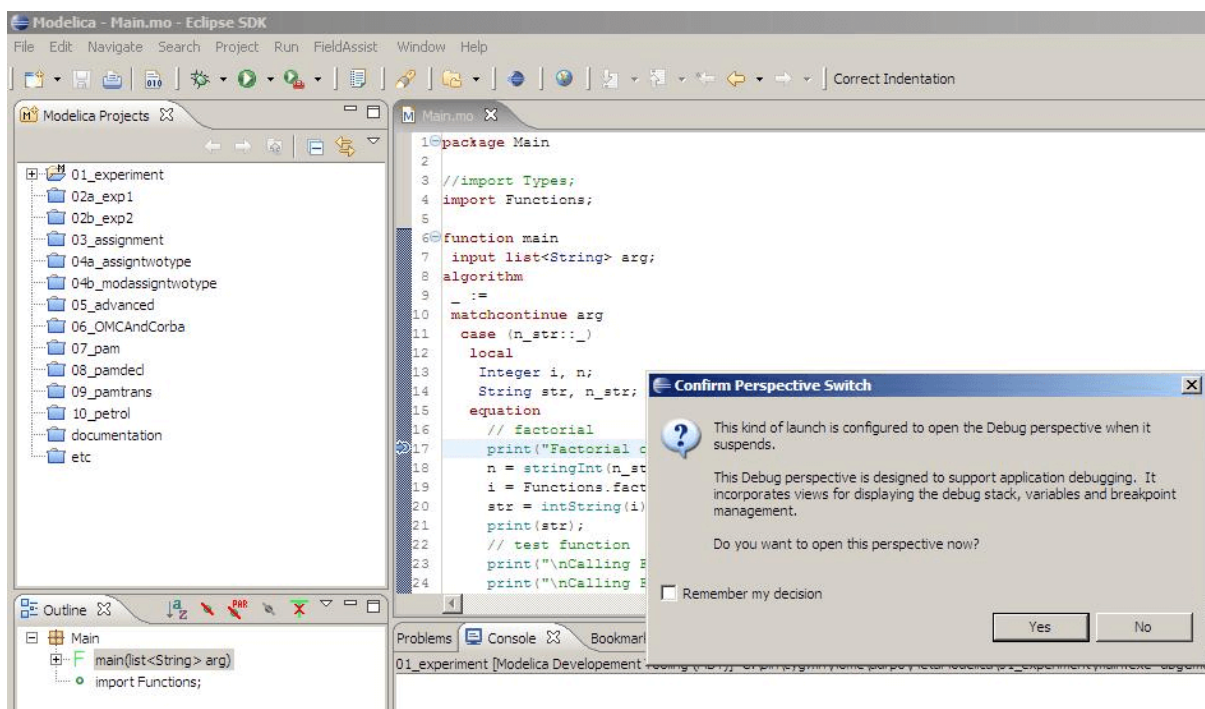 Modelica - Main.mo - Eclipse SDK
File Edit Navigate Search Project Run FieldAssist Window Help
Correct Indentation
Modelica Projects
01_experiment
02a_exp1
02b_exp2
03_assignment
04a_assigntwotype
04b_modassigntwotype
05_advanced
06_OMCAndCorba
07_pam
08_pamdecl
09_pamtrans
10_petrol
documentation
etc
Outline
Main
main(list<String> arg)
import Functions;
Main.mo
1 package Main
2
3 //import Types;
4 import Functions;
5
6 function main
7 input list<String> arg;
8 algorithm
9 _ :=
10 matchcontinue arg
11 case (n_str::_)
12 local
13 Integer i, n;
14 String str, n_str;
15 equation
16 // factorial
17 print("Factorial
18 n = stringInt(n_st
19 i = Functions.fact
20 str = intString(i)
21 print(str);
22 // test function
23 print("\nCalling
24 print("\nCalling
Confirm Perspective Switch
This kind of launch is configured to open the Debug perspective when it
suspends.
This Debug perspective is designed to support application debugging. It
incorporates views for displaying the debug stack, variables and breakpoint
management.
Do you want to open this perspective now?
Remember my decision
Yes No
Problems Console Bookmar
01_experiment [Modelica Developement